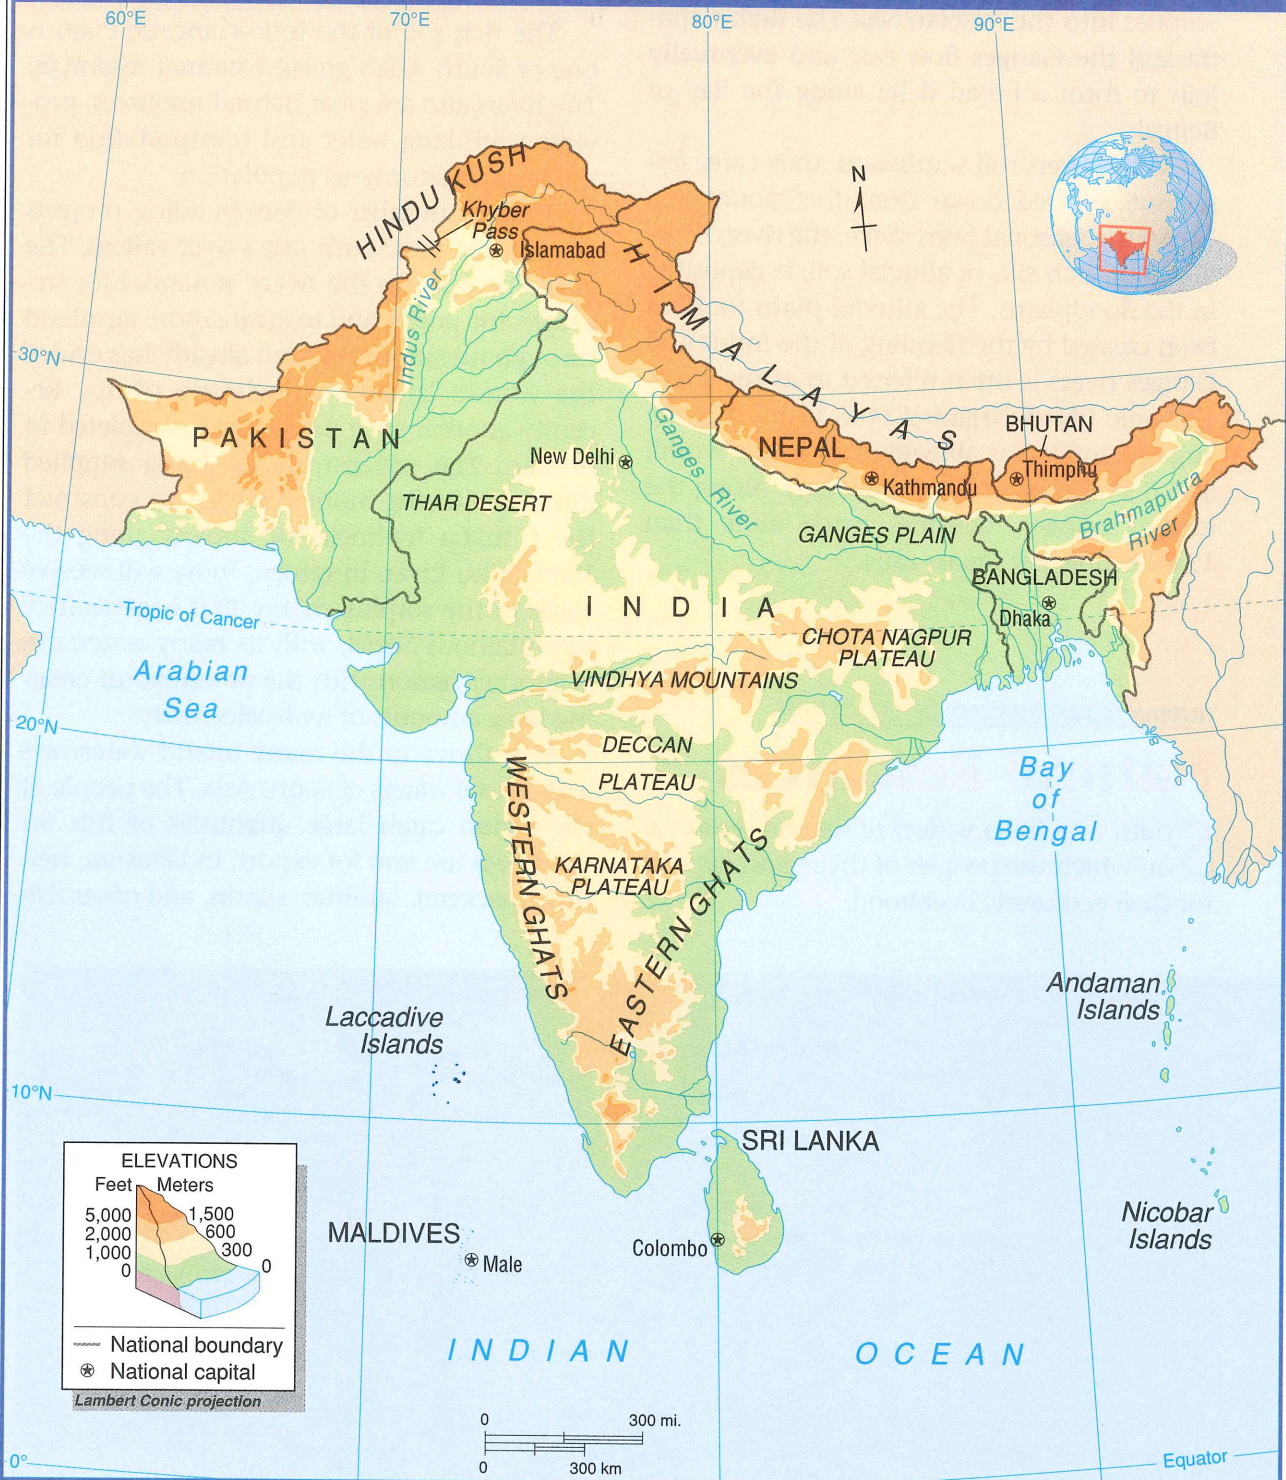 60°E
70°E
80°E
90°E
N
HINDU KUSH
Khyber
Pass
Islamabad
HIMALAYAS
Indus River
30°N
PAKISTAN
New Delhi
Ganges River
NEPAL
Kathmandu
BHUTAN
Thimphu
Brahmaputra
River
THAR DESERT
GANGES PLAIN
BANGLADESH
Dhaka
INDIA
Tropic of Cancer
CHOTA NAGPUR
PLATEAU
Arabian
Sea
VINDHYA MOUNTAINS
20°N
DECCAN
PLATEAU
Bay
of
Bengal
WESTERN GHATS
KARNATAKA
PLATEAU
EASTERN GHATS
Andaman
Islands
Laccadive
Islands
10°N
SRI LANKA
Colombo
MALDIVES
Male
Nicobar
Islands
ELEVATIONS
Feet Meters
5,000 1,500
2,000 600
1,000 300
0 0
National boundary
National capital
Lambert Conic projection
INDIAN OCEAN
0 300 mi.
0 300 km
0°
Equator